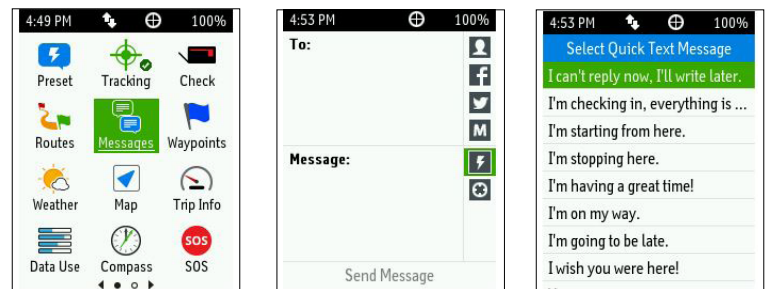 4:49 PM 100%
Preset Tracking Check
Routes Messages Waypoints
Weather Map Trip Info
SOS
Data Use Compass SOS
4:53 PM 100%
To:
f
M
Message:
Send Message
4:53 PM 100%
Select Quick Text Message
I can't reply now, I'll write later.
I'm checking in, everything is ...
I'm starting from here.
I'm stopping here.
I'm having a great time!
I'm on my way.
I'm going to be late.
I wish you were here!